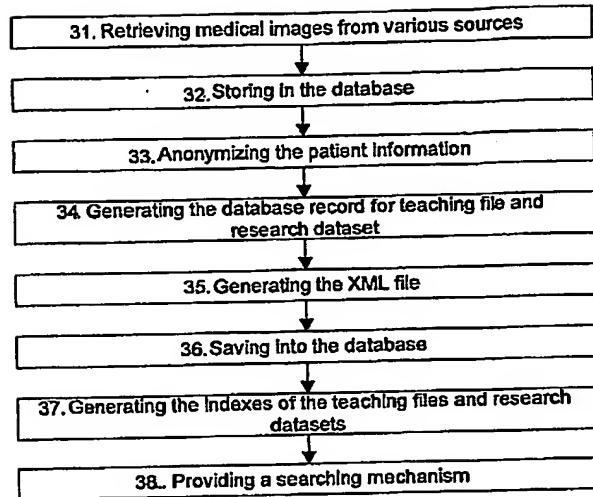 31. Retrieving medical images from various sources
32. Storing in the database
33. Anonymizing the patient information
34. Generating the database record for teaching file and
research dataset
35. Generating the XML file
36. Saving into the database
37. Generating the indexes of the teaching files and research
datasets
38.. Providing a searching mechanism